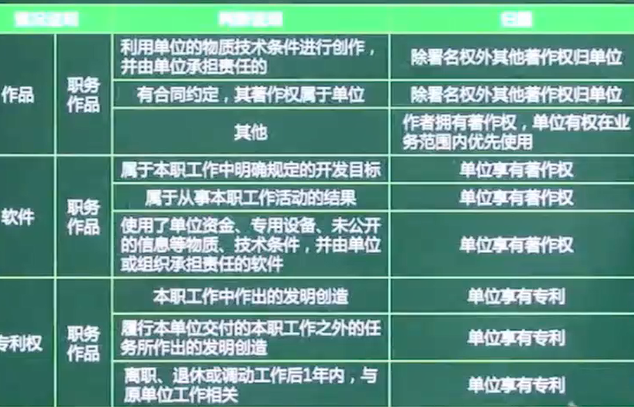 情况说明 判断说明 归属
利用单位的物质技术条件进行创作，
并由单位承担责任的
除署名权外其他著作权归单位
作品
职务
作品
有合同约定，其著作权属于单位
除署名权外其他著作权归单位
其他
作者拥有著作权，单位有权在业
务范围内优先使用
属于本职工作中明确规定的开发目标
单位享有著作权
软件
职务
作品
属于从事本职工作活动的结果
单位享有著作权
使用了单位资金、专用设备、未公开
的信息等物质、技术条件，并由单位
或组织承担责任的软件
单位享有著作权
本职工作中作出的发明创造
单位享有专利
专利权
职务
作品
履行本单位交付的本职工作之外的任
务所作出的发明创造
单位享有专利
离职、退休或调动工作后1年内，与
原单位工作相关
单位享有专利